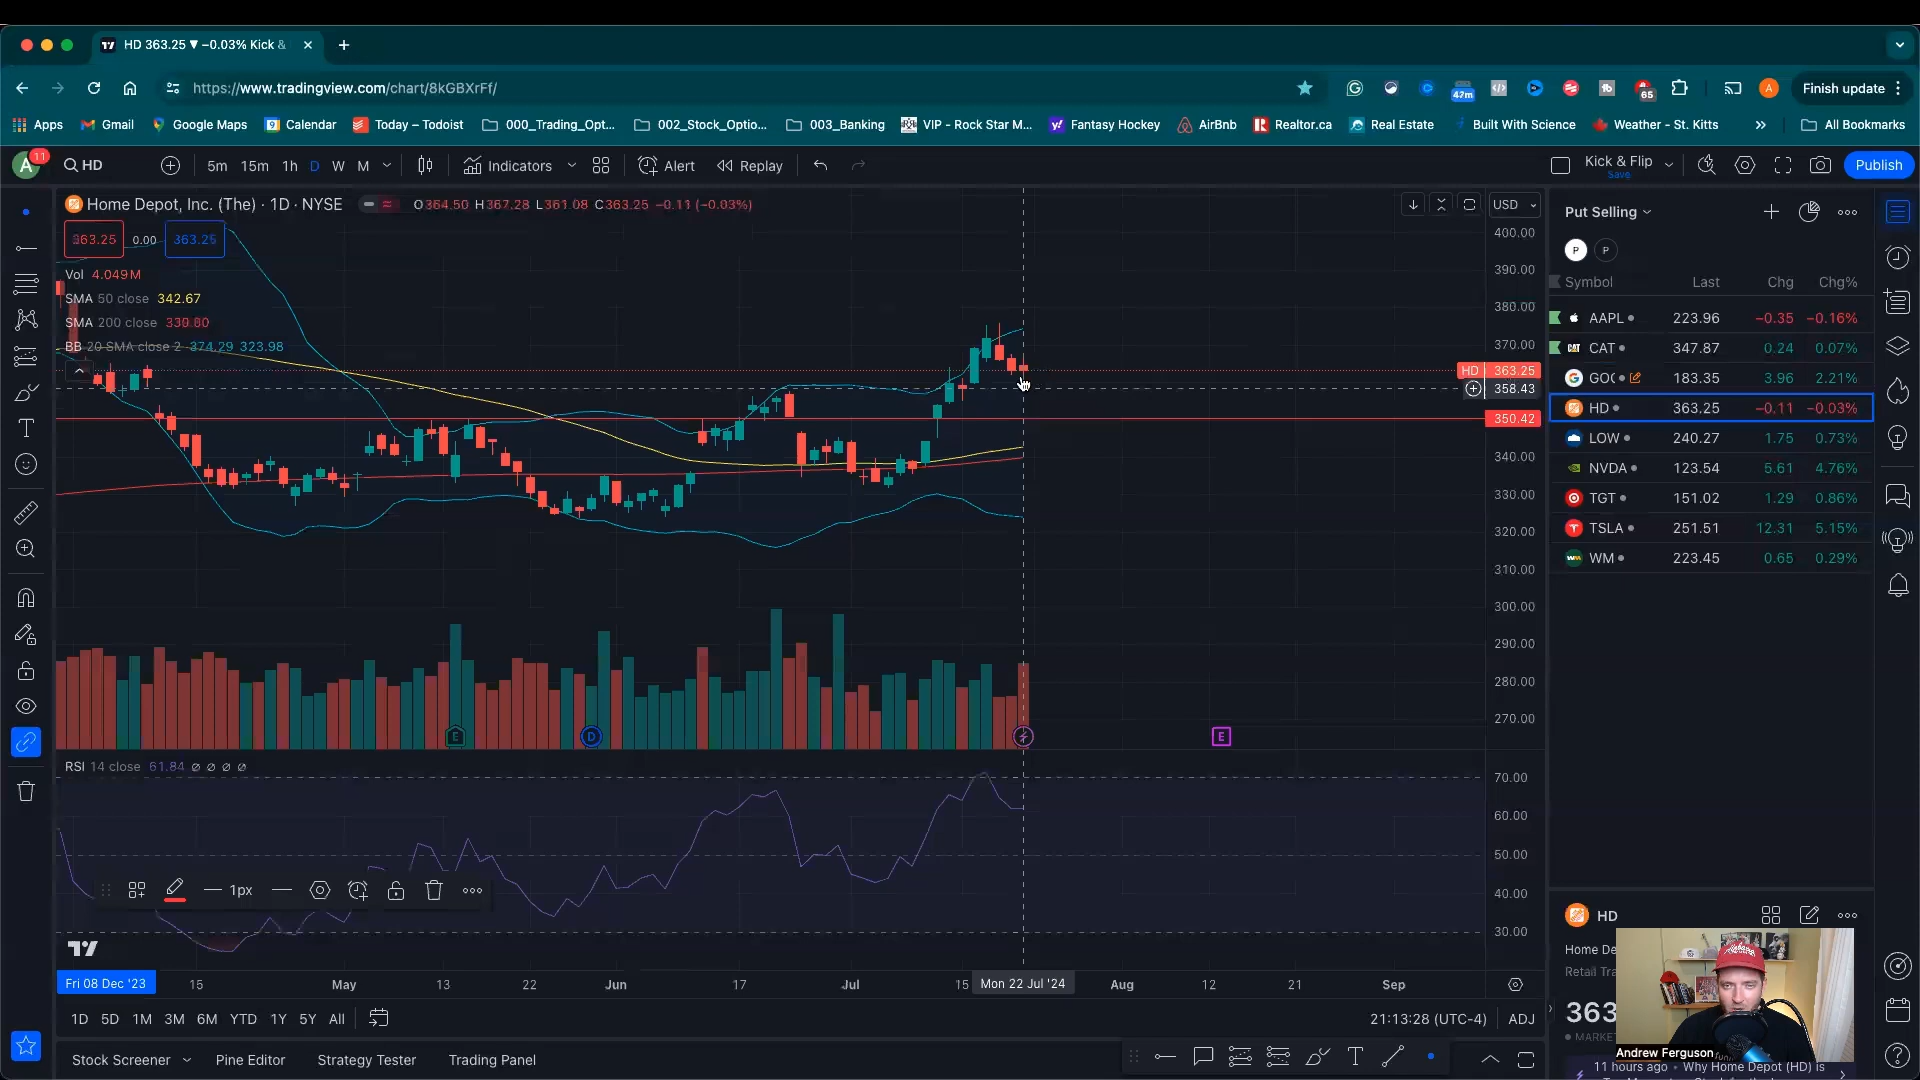 HD 363.25 ▼ −0.03% Kick &
https://www.tradingview.com/chart/8kGBXrFf/
47m
65
A
Finish update
Apps
Gmail
Google Maps
Calendar
Today – Todoist
000_Trading_Opt...
002_Stock_Optio...
003_Banking
VIP - Rock Star M...
Fantasy Hockey
AirBnb
Realtor.ca
Real Estate
Built With Science
Weather - St. Kitts
All Bookmarks
A
11
HD
5m
15m
1h
D
W
M
Indicators
Alert
Replay
Kick & Flip
Save
Publish
Home Depot, Inc. (The) · 1D · NYSE
O364.50 H367.28 L361.08 C363.25 −0.11 (−0.03%)
USD
363.25
0.00
363.25
Vol 4.049M
SMA 50 close 342.67
SMA 200 close
BB 20 SMA close 2 374.29 323.98
400.00
390.00
380.00
370.00
HD 363.25
358.43
350.42
340.00
330.00
320.00
310.00
300.00
290.00
280.00
270.00
E
D
E
RSI 14 close 61.84
70.00
60.00
50.00
40.00
30.00
1px
Fri 08 Dec '23
15
May
13
22
Jun
17
Jul
15
Mon 22 Jul '24
Aug
12
21
Sep
1D
5D
1M
3M
6M
YTD
1Y
5Y
All
21:13:28 (UTC-4)
ADJ
Stock Screener
Pine Editor
Strategy Tester
Trading Panel
Put Selling
P
P
Symbol Last Chg Chg%
AAPL 223.96 −0.35 −0.16%
CAT 347.87 0.24 0.07%
GOO 183.35 3.96 2.21%
HD 363.25 −0.11 −0.03%
LOW 240.27 1.75 0.73%
NVDA 123.54 5.61 4.76%
TGT 151.02 1.29 0.86%
TSLA 251.51 12.31 5.15%
WM 223.45 0.65 0.29%
HD
Home De
Retail Tra
363
MARKE
Andrew Ferguson
11 hours ago · Why Home Depot (HD) is